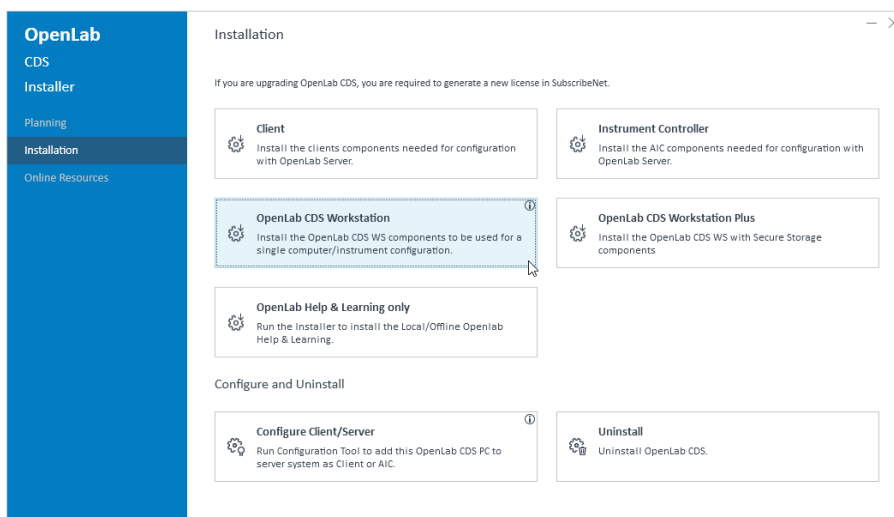 OpenLab
CDS
Installer
Planning
Installation
Online Resources
Installation
If you are upgrading OpenLab CDS, you are required to generate a new license in SubscribeNet.
Client
Install the clients components needed for configuration
with OpenLab Server.
Instrument Controller
Install the AIC components needed for configuration with
OpenLab Server.
OpenLab CDS Workstation
Install the OpenLab CDS WS components to be used for a
single computer/instrument configuration.
OpenLab CDS Workstation Plus
Install the OpenLab CDS WS with Secure Storage
components
OpenLab Help & Learning only
Run the Installer to install the Local/Offline Openlab
Help & Learning.
Configure and Uninstall
Configure Client/Server
Run Configuration Tool to add this OpenLab CDS PC to
server system as Client or AIC.
Uninstall
Uninstall OpenLab CDS.